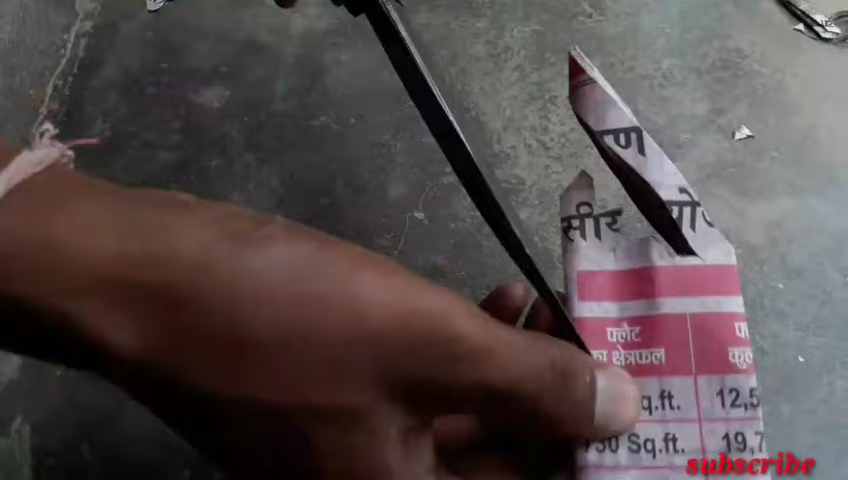 सीर
फ्लैट
का क्षेत्रफल
q.ft. 12,5
750 Sq.ft. 19,7
subscribe